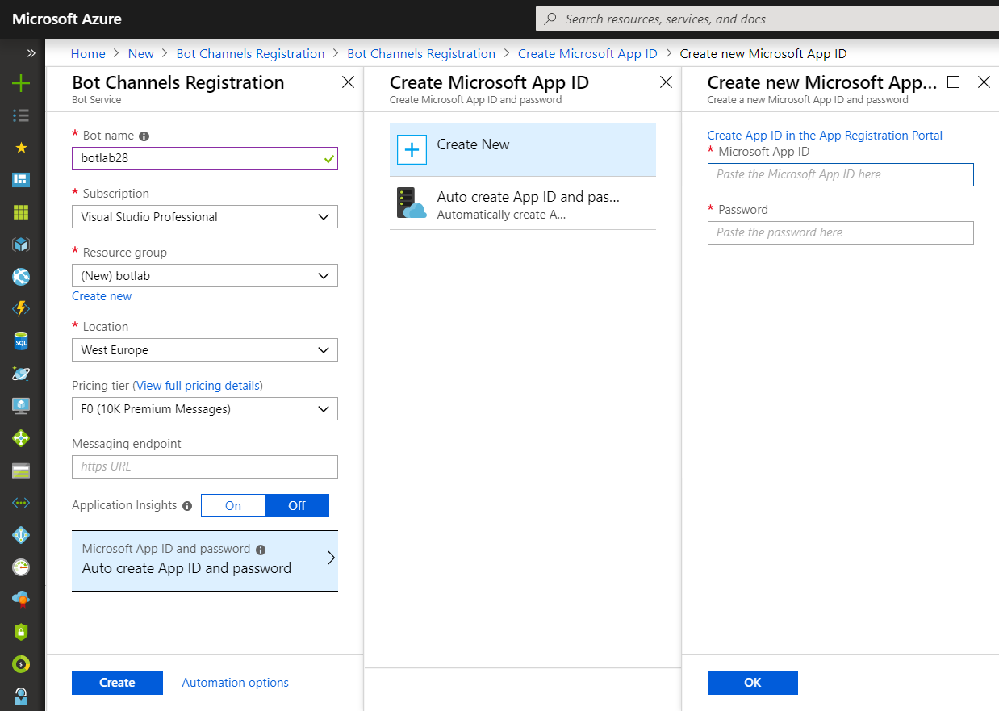 Microsoft Azure
Search resources, services, and docs
Home > New > Bot Channels Registration > Bot Channels Registration > Create Microsoft App ID > Create new Microsoft App ID
Bot Channels Registration
Bot Service
* Bot name
botlab28
* Subscription
Visual Studio Professional
* Resource group
(New) botlab
Create new
* Location
West Europe
Pricing tier (View full pricing details)
F0 (10K Premium Messages)
Messaging endpoint
https URL
Application Insights On Off
Microsoft App ID and password
Auto create App ID and password
Create Automation options
Create Microsoft App ID
Create Microsoft App ID and password
Create New
Auto create App ID and pas...
Automatically create A...
Create new Microsoft App...
Create a new Microsoft App ID and password
Create App ID in the App Registration Portal
* Microsoft App ID
Paste the Microsoft App ID here
* Password
Paste the password here
OK
SQL